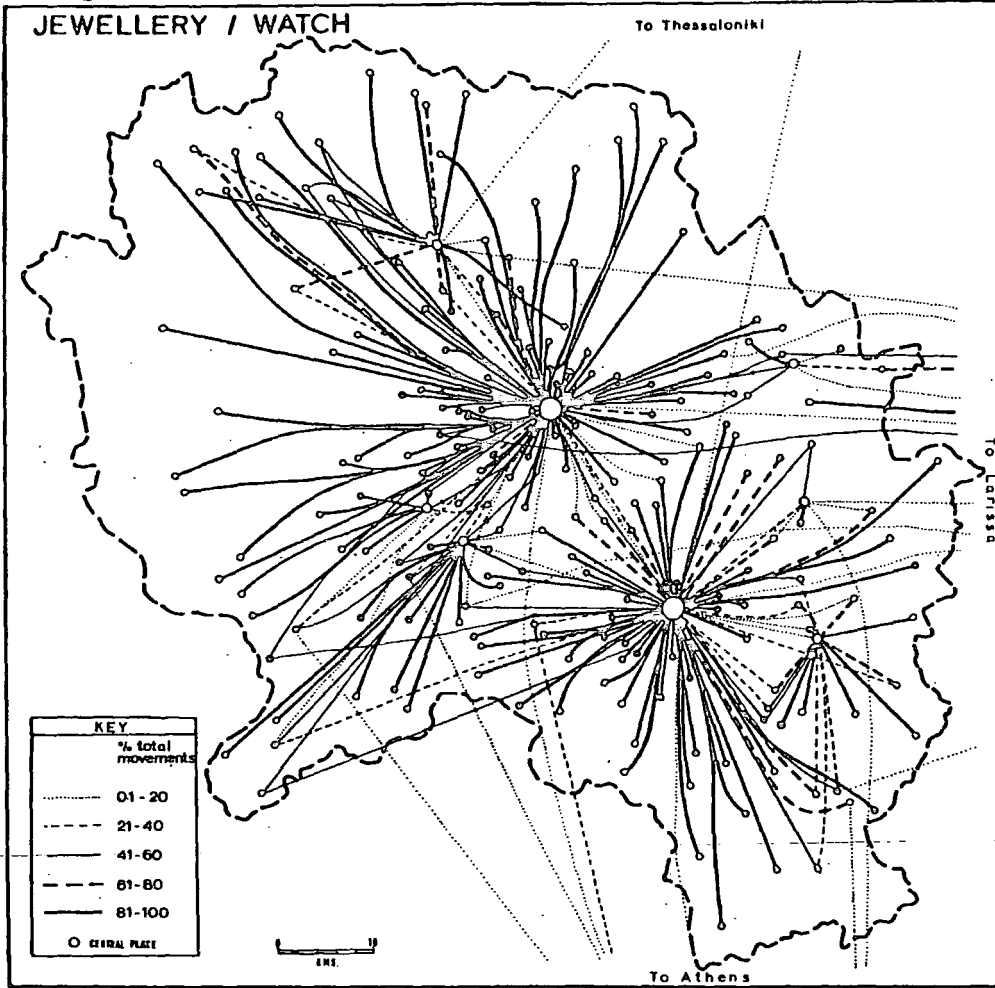 JEWELLERY / WATCH
To Thessaloniki
To Larissa
KEY
% total
movements
01-20
21-40
41-60
61-80
81-100
CENTRAL PLACE
0 10
KMS.
To Athens